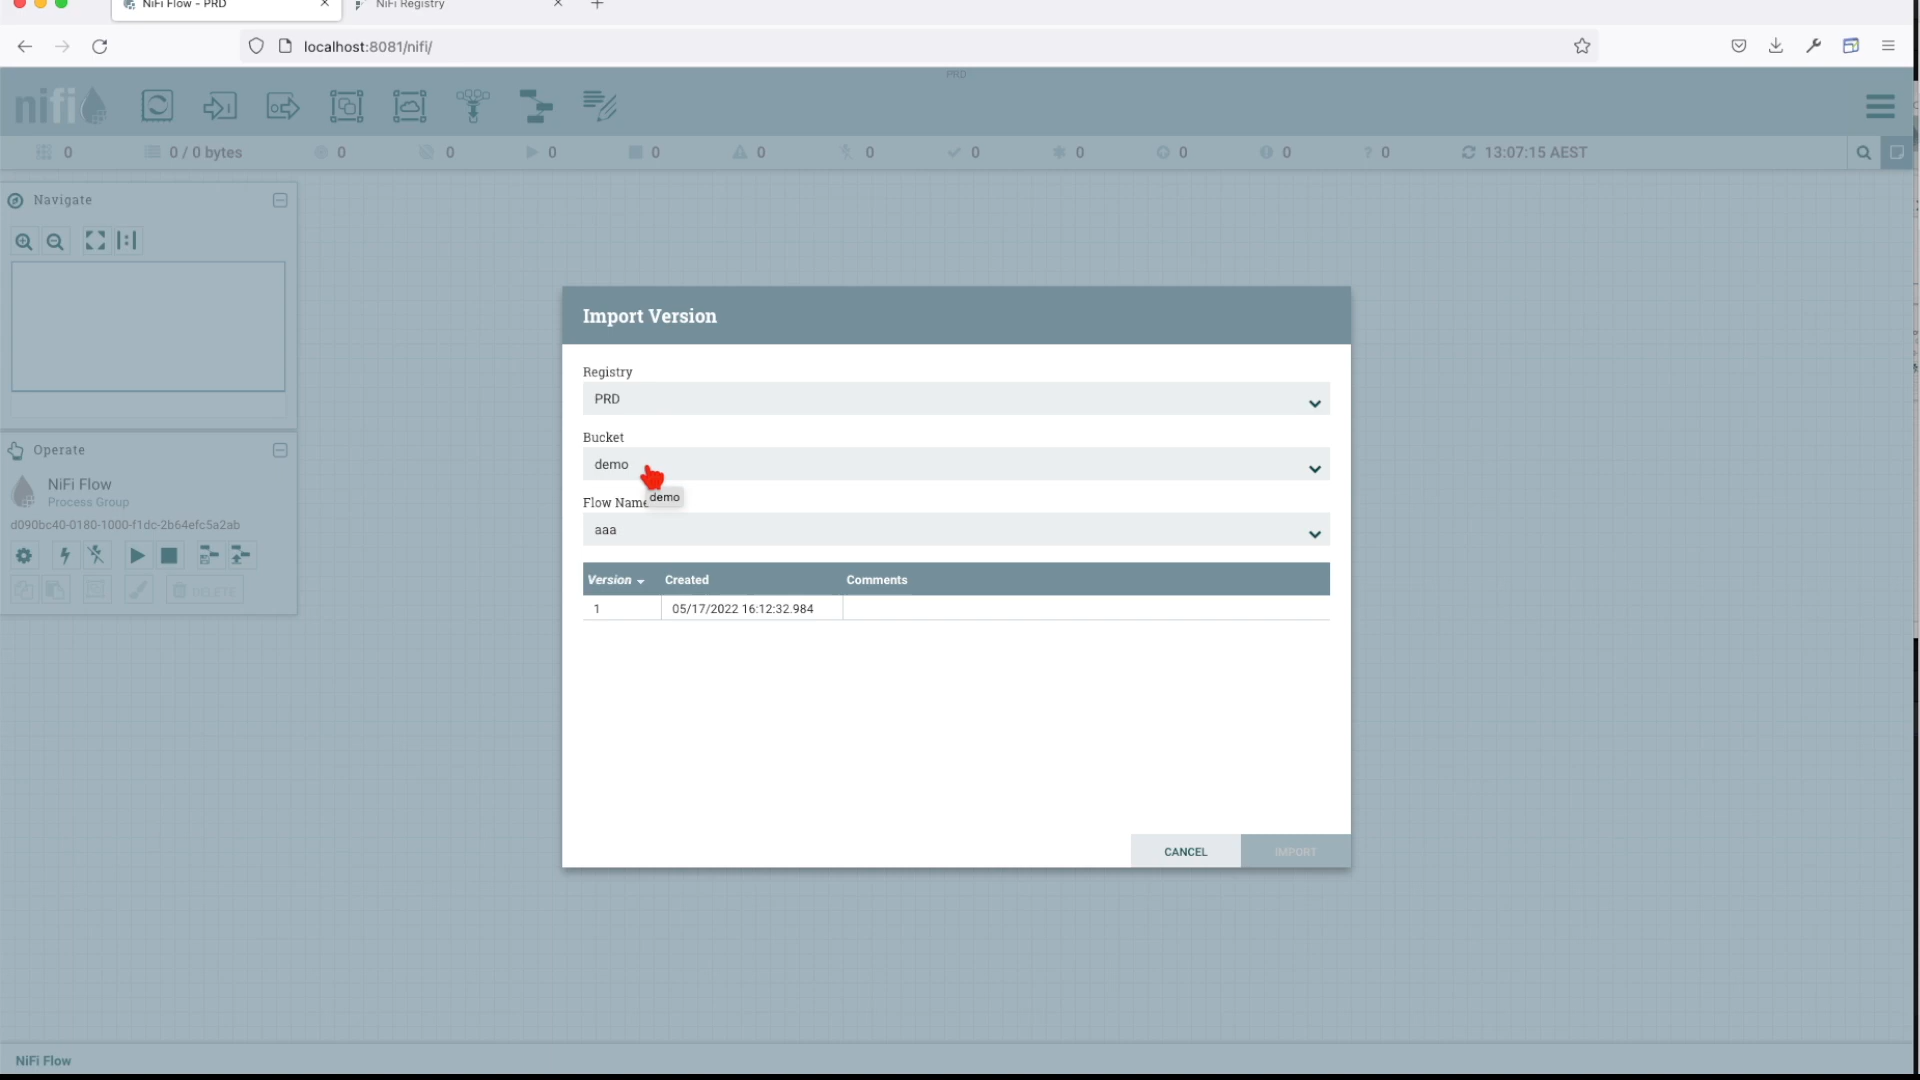 NiFi Flow - PRD
NiFi Registry
localhost:8081/nifi/
PRD
nifi
0
0 / 0 bytes
0
0
0
0
0
0
0
0
0
0
? 0
13:07:15 AEST
Navigate
Operate
NiFi Flow
Process Group
d090bc40-0180-1000-f1dc-2b64efc5a2ab
DELETE
Import Version
Registry
PRD
Bucket
demo
demo
Flow Name
aaa
Version
Created
Comments
1
05/17/2022 16:12:32.984
CANCEL
IMPORT
NiFi Flow